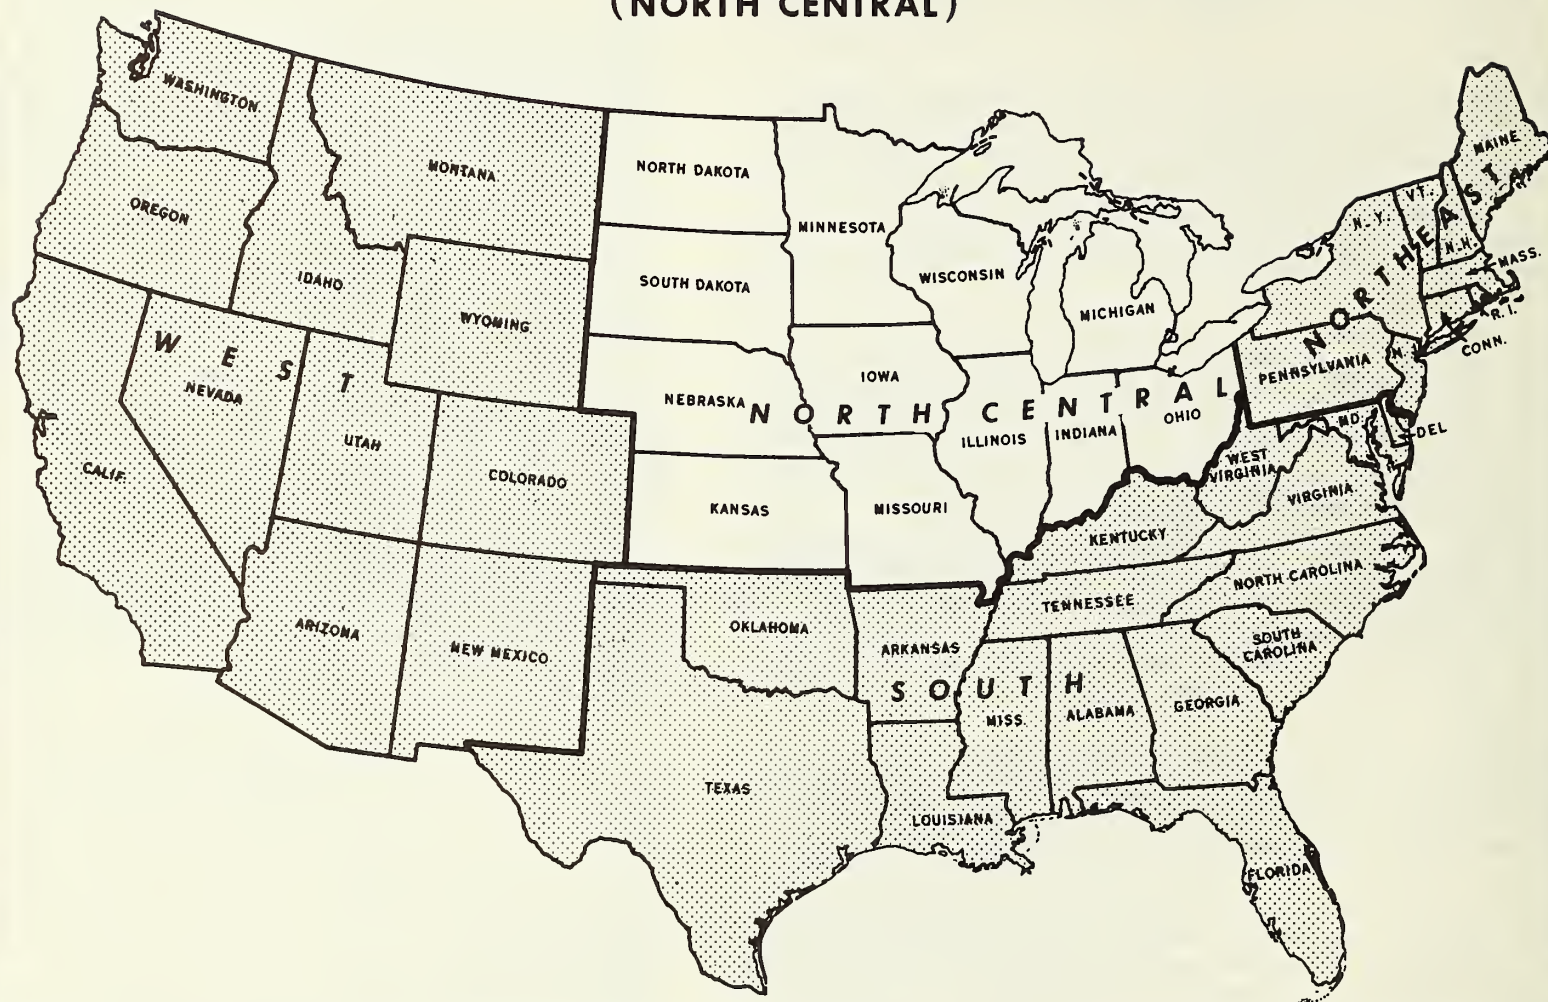 (NORTH CENTRAL)
WASHINGTON
OREGON
IDAHO
MONTANA
WYOMING
WEST
NEVADA
UTAH
COLORADO
CALIF.
ARIZONA
NEW MEXICO
NORTH DAKOTA
SOUTH DAKOTA
NEBRASKA
KANSAS
MINNESOTA
IOWA
MISSOURI
WISCONSIN
MICHIGAN
NORTH CENTRAL
ILLINOIS
INDIANA
OHIO
NORTHEAST
MAINE
VT.
N.H.
N.Y.
MASS.
R.I.
CONN.
N.J.
PENNSYLVANIA
MD.
DEL
WEST
VIRGINIA
VIRGINIA
KENTUCKY
TENNESSEE
NORTH CAROLINA
SOUTH
CAROLINA
OKLAHOMA
ARKANSAS
SOUTH
MISS.
ALABAMA
GEORGIA
TEXAS
LOUISIANA
FLORIDA